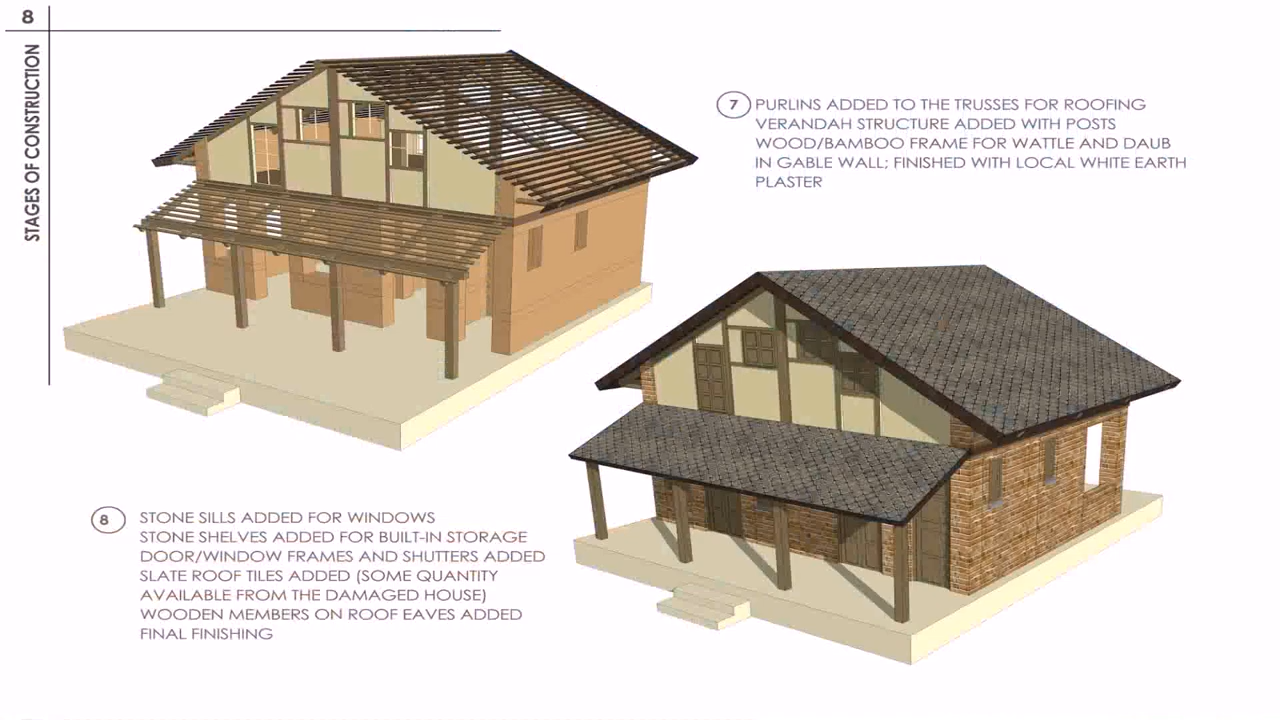 8
STAGES OF CONSTRUCTION
7 PURLINS ADDED TO THE TRUSSES FOR ROOFING
VERANDAH STRUCTURE ADDED WITH POSTS
WOOD/BAMBOO FRAME FOR WATTLE AND DAUB
IN GABLE WALL; FINISHED WITH LOCAL WHITE EARTH
PLASTER
8 STONE SILLS ADDED FOR WINDOWS
STONE SHELVES ADDED FOR BUILT-IN STORAGE
DOOR/WINDOW FRAMES AND SHUTTERS ADDED
SLATE ROOF TILES ADDED (SOME QUANTITY
AVAILABLE FROM THE DAMAGED HOUSE)
WOODEN MEMBERS ON ROOF EAVES ADDED
FINAL FINISHING